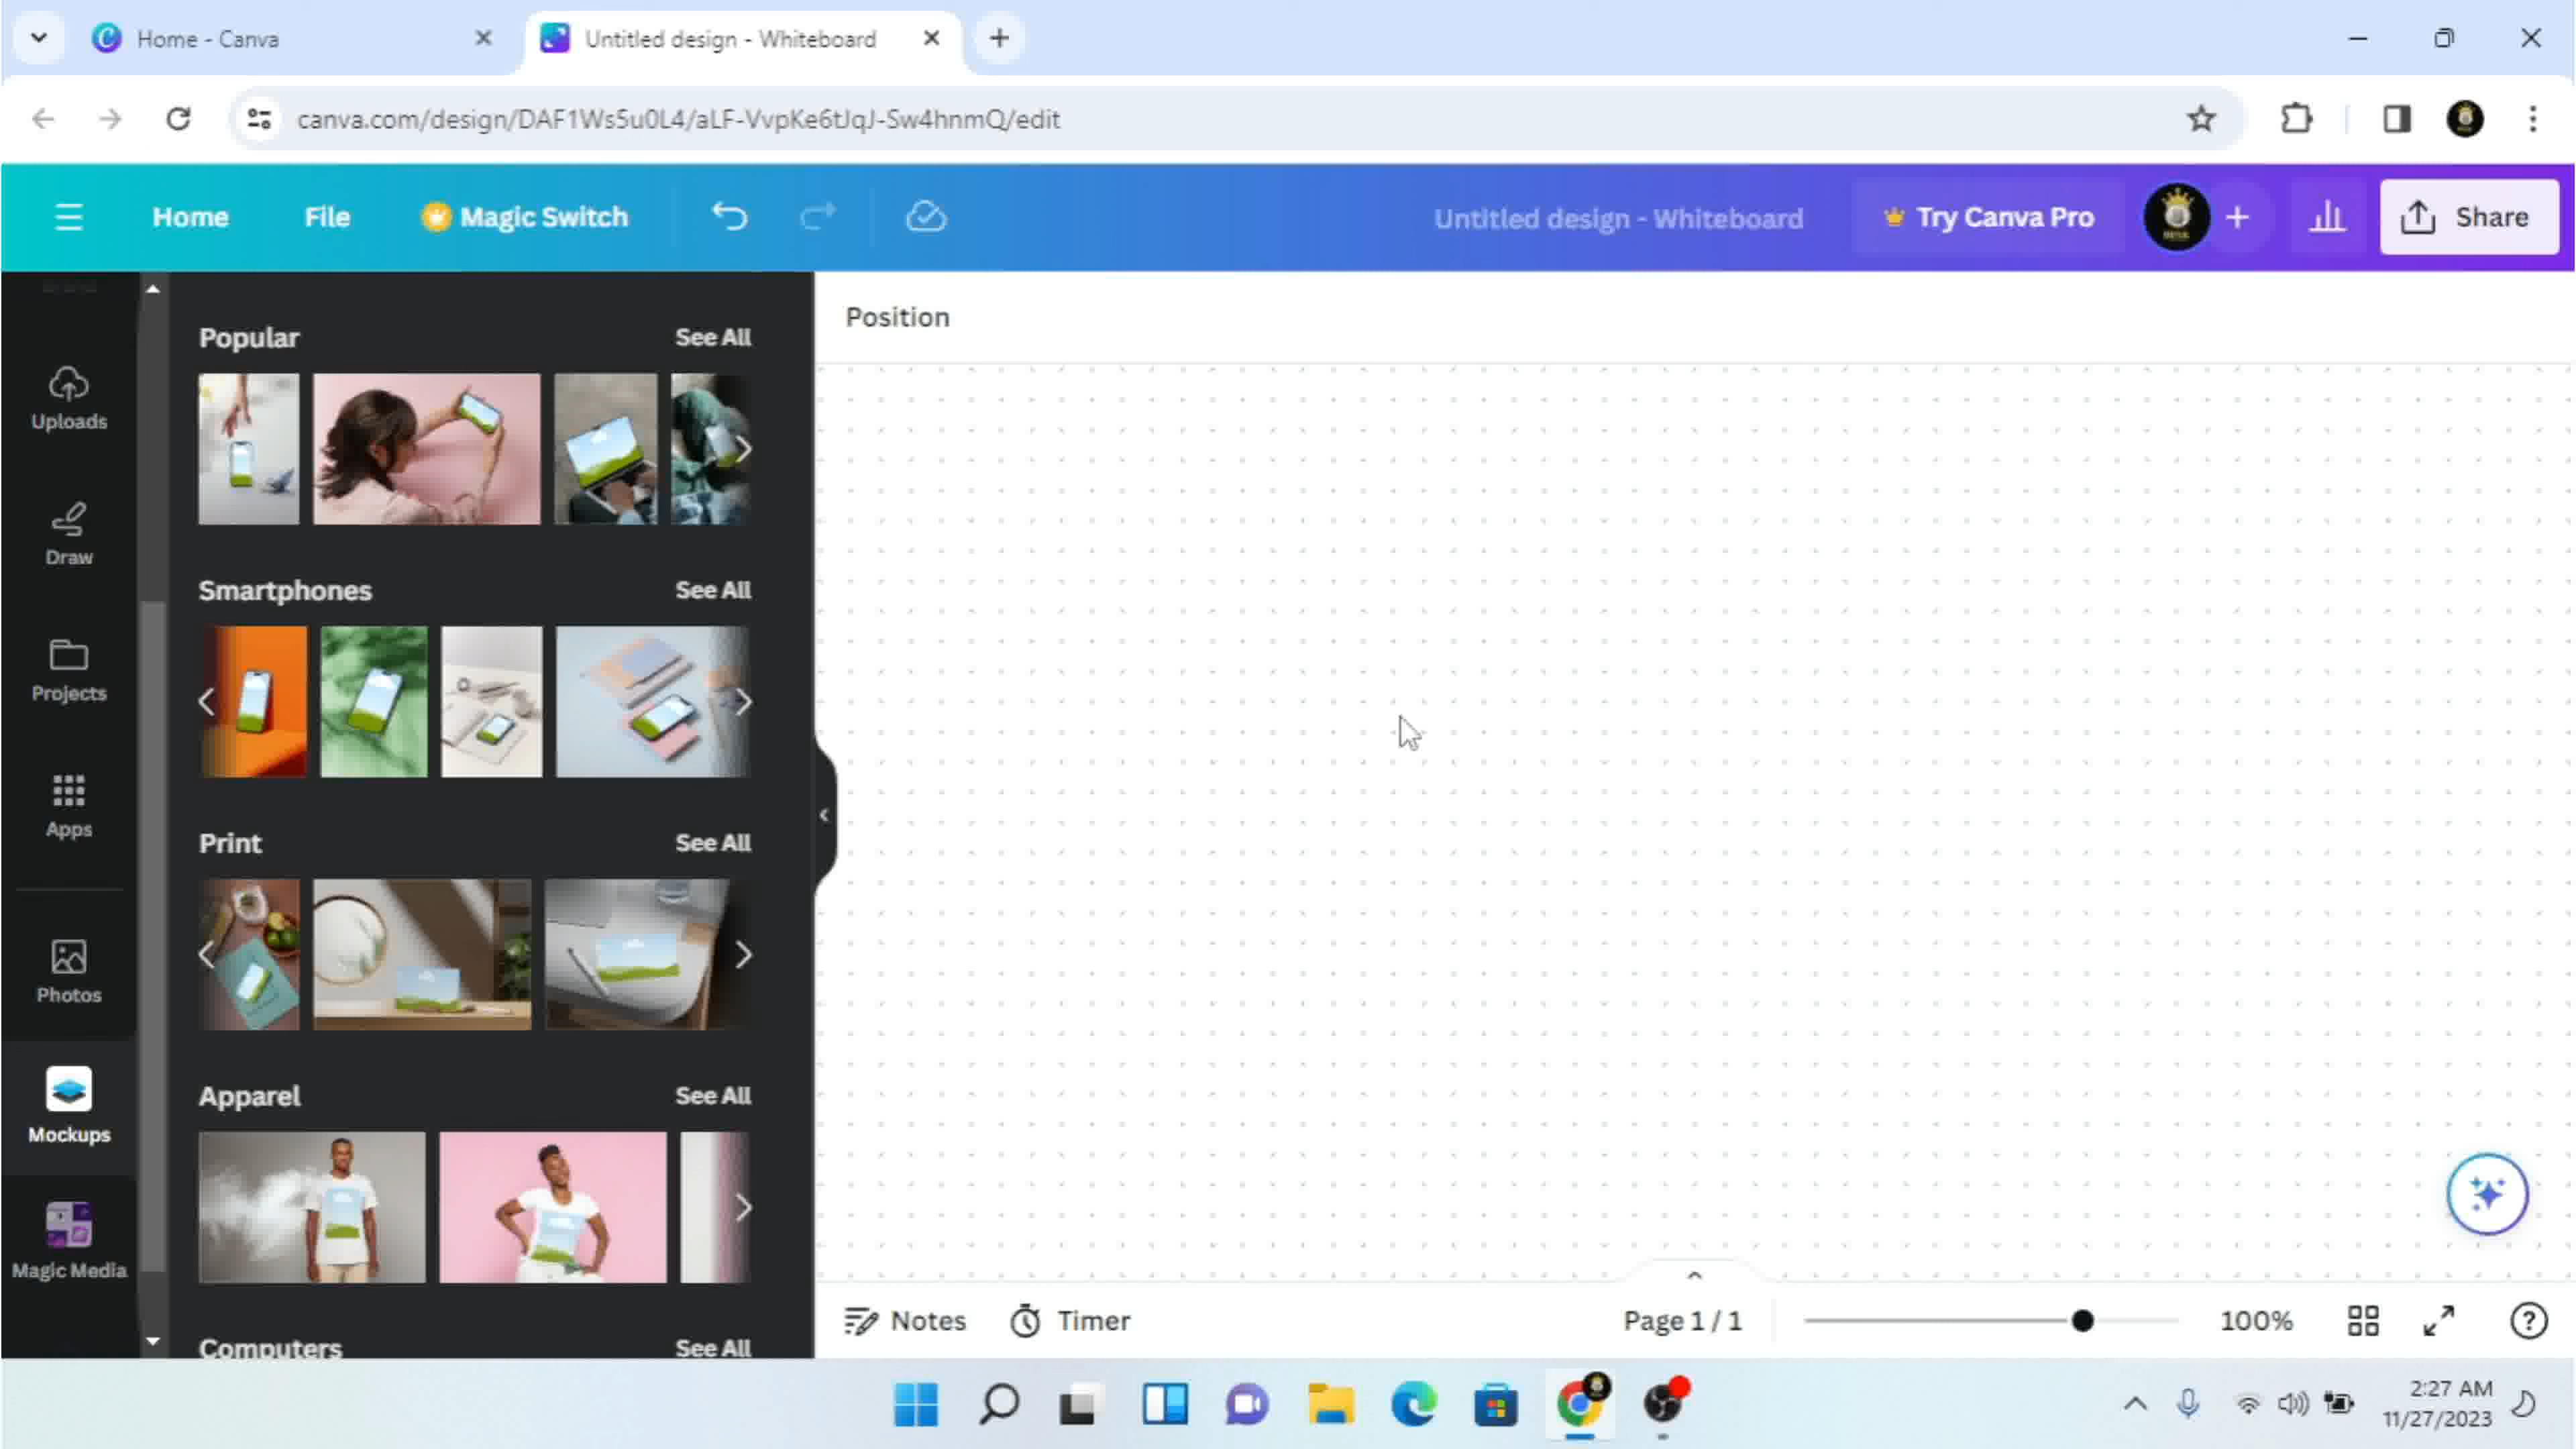 Home - Canva
Untitled design - Whiteboard
canva.com/design/DAF1Ws5u0L4/aLF-VvpKe6tJqJ-Sw4hnmQ/edit
Home File Magic Switch Untitled design - Whiteboard Try Canva Pro Share
Position
Uploads
Draw
Projects
Apps
Photos
Mockups
Magic Media
Popular See All
Smartphones See All
Print See All
Apparel See All
Computers See All
Notes Timer Page 1 / 1 100%
2:27 AM
11/27/2023